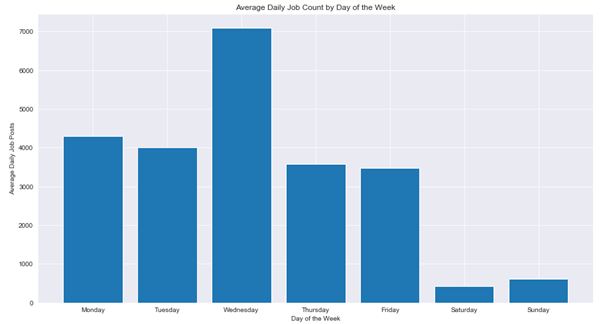 Average Daily Job Count by Day of the Week
7000
6000
5000
4000
3000
2000
1000
0
Average Daily Job Posts
Monday Tuesday Wednesday Thursday Friday Saturday Sunday
Day of the Week